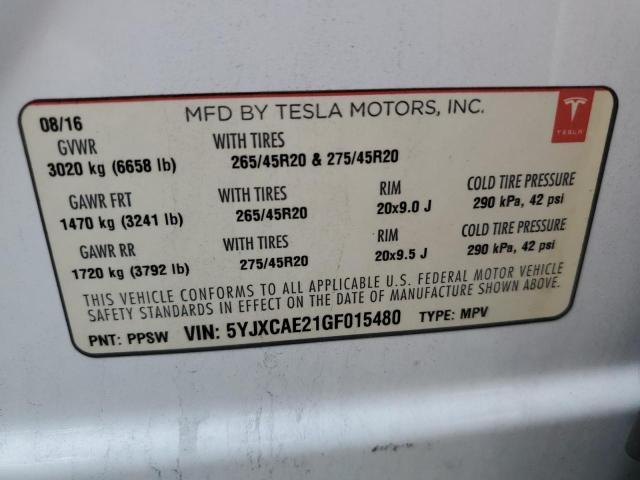 08/16 MFD BY TESLA MOTORS, INC.
TESLA
GVWR WITH TIRES
3020 kg (6658 lb) 265/45R20 & 275/45R20
GAWR FRT WITH TIRES RIM COLD TIRE PRESSURE
1470 kg (3241 lb) 265/45R20 20x9.0 J 290 kPa, 42 psi
GAWR RR WITH TIRES RIM COLD TIRE PRESSURE
1720 kg (3792 lb) 275/45R20 20x9.5 J 290 kPa, 42 psi
THIS VEHICLE CONFORMS TO ALL APPLICABLE U.S. FEDERAL MOTOR VEHICLE
SAFETY STANDARDS IN EFFECT ON THE DATE OF MANUFACTURE SHOWN ABOVE.
PNT: PPSW VIN: 5YJXCAE21GF015480 TYPE: MPV